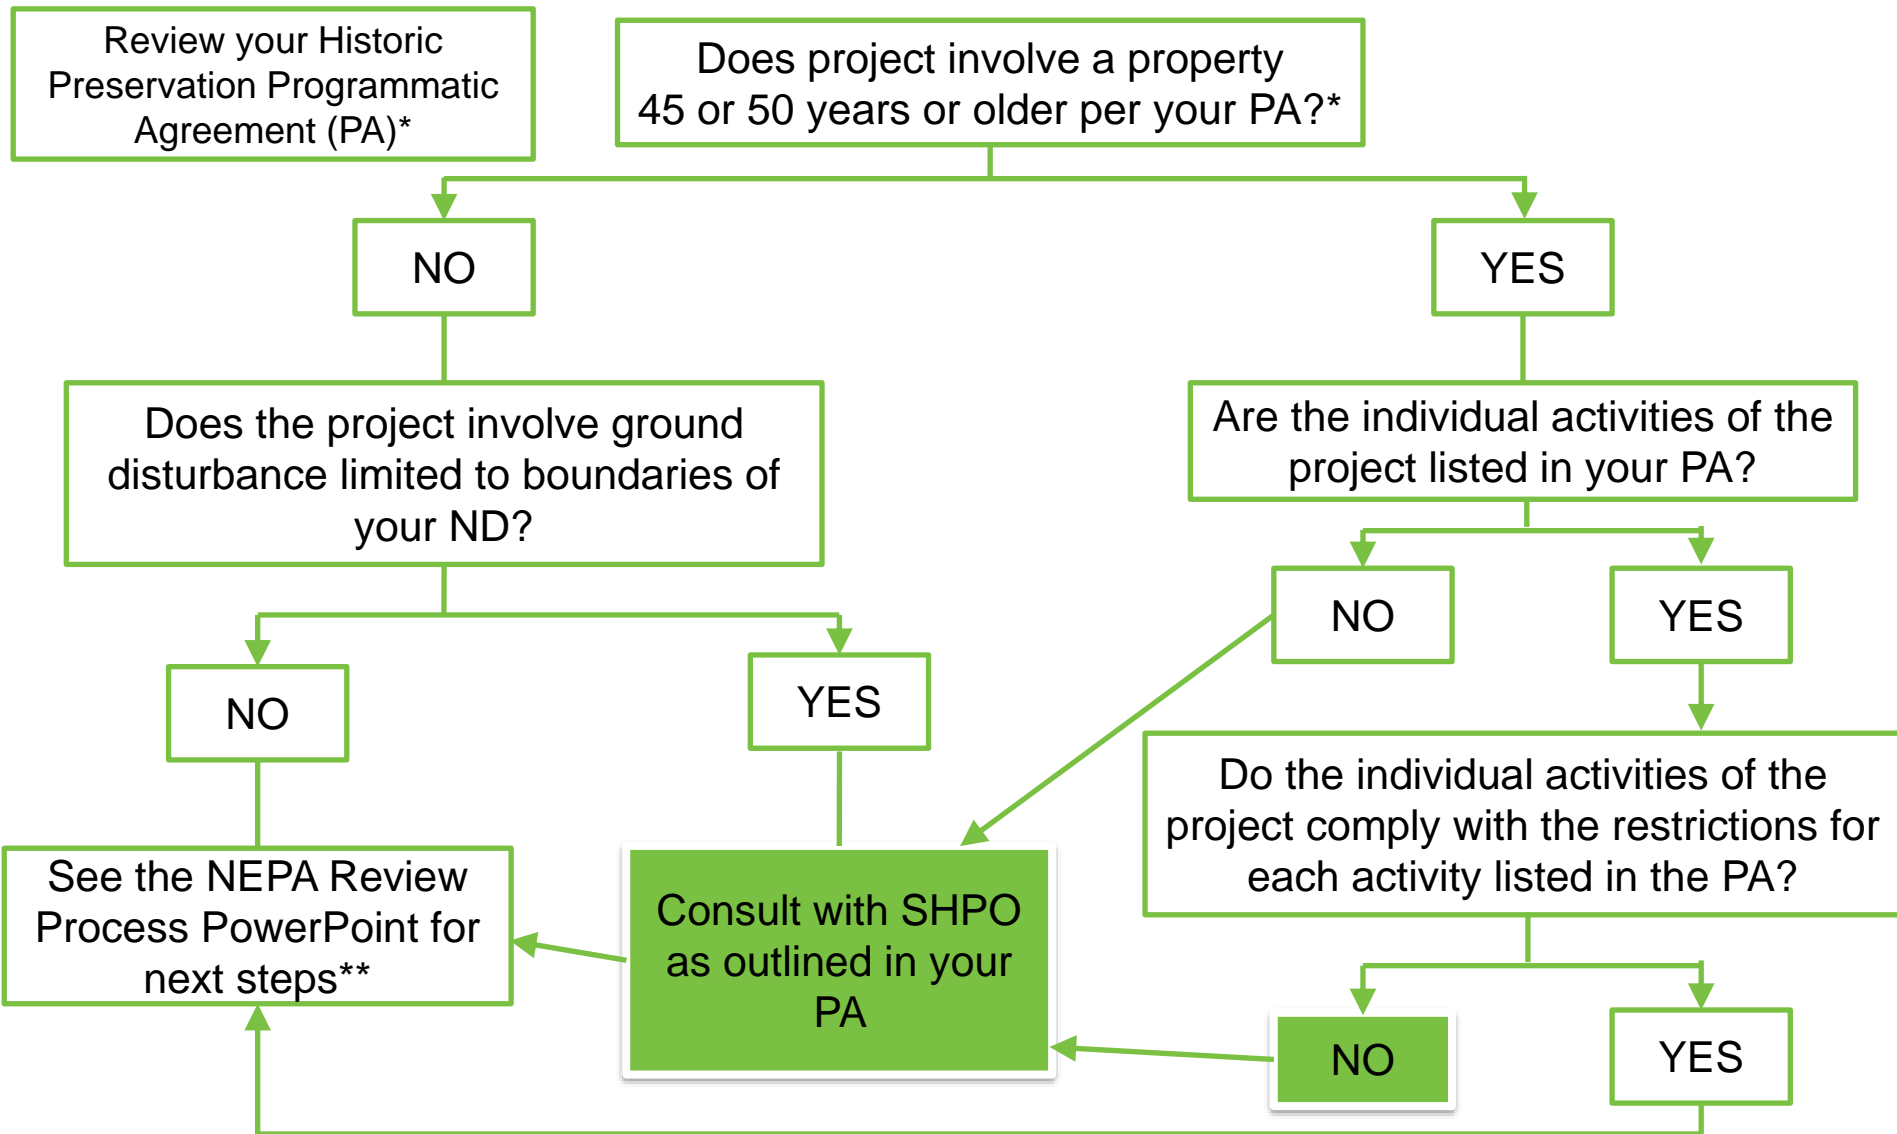 Review your Historic
Preservation Programmatic
Agreement (PA)*
Does project involve a property
45 or 50 years or older per your PA?*
NO
YES
Does the project involve ground
disturbance limited to boundaries of
your ND?
Are the individual activities of the
project listed in your PA?
NO
YES
NO
YES
Do the individual activities of the
project comply with the restrictions for
each activity listed in the PA?
See the NEPA Review
Process PowerPoint for
next steps**
Consult with SHPO
as outlined in your
PA
NO
YES